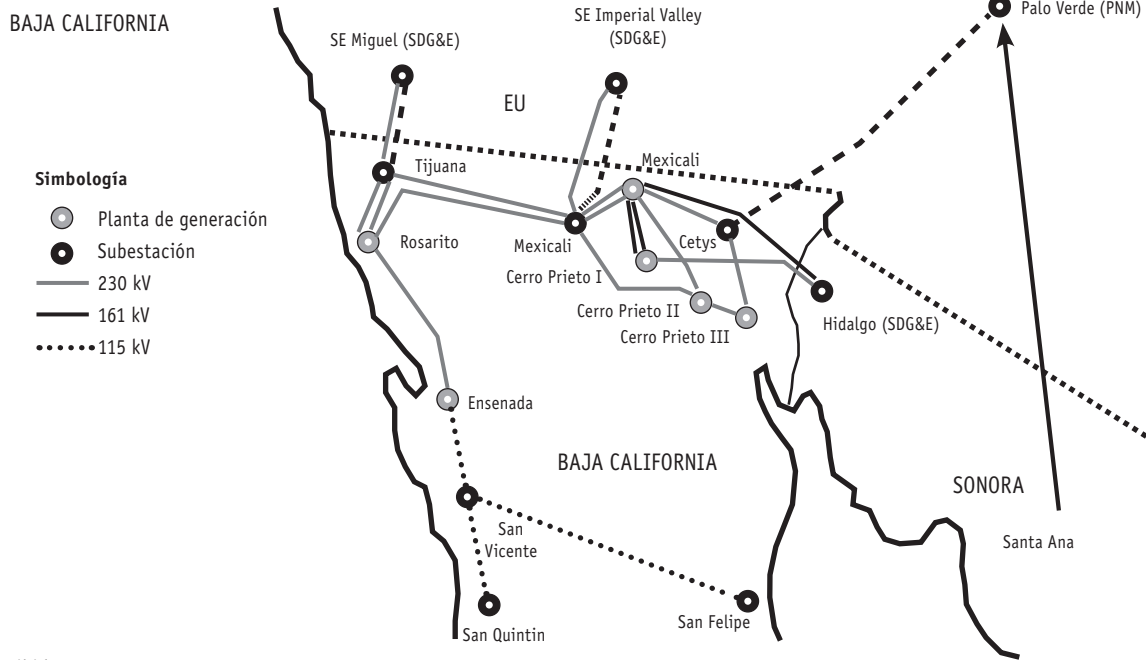 BAJA CALIFORNIA
SE Imperial Valley
(SDG&E)
Palo Verde (PNM)
SE Miguel (SDG&E)
EU
Mexicali
Tijuana
Simbología
Planta de generación
Subestación
230 kV
161 kV
115 kV
Rosarito
Mexicali
Cetys
Cerro Prieto I
Cerro Prieto II
Cerro Prieto III
Hidalgo (SDG&E)
Ensenada
BAJA CALIFORNIA
SONORA
San
Vicente
Santa Ana
San Quintin
San Felipe